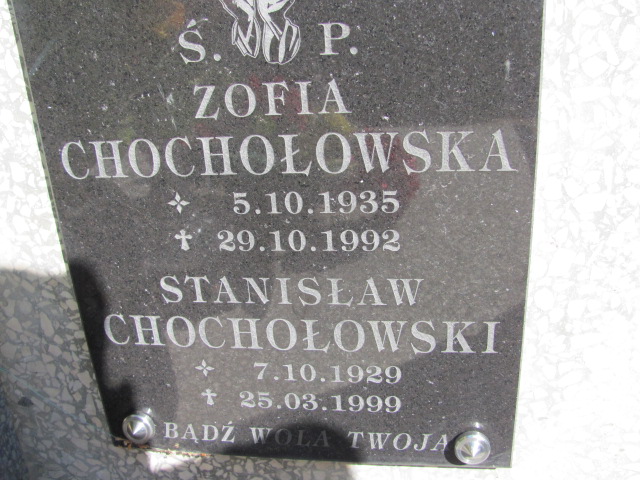 Ś. P.
ZOFIA
CHOCHOŁOWSKA
✧ 5.10.1935
✝ 29.10.1992
STANISŁAW
CHOCHOŁOWSKI
✧ 7.10.1929
✝ 25.03.1999
BĄDŹ WOLA TWOJA